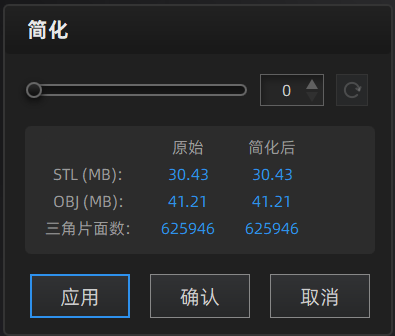 简化
0
原始 简化后
STL (MB): 30.43 30.43
OBJ (MB): 41.21 41.21
三角片面数: 625946 625946
应用 确认 取消